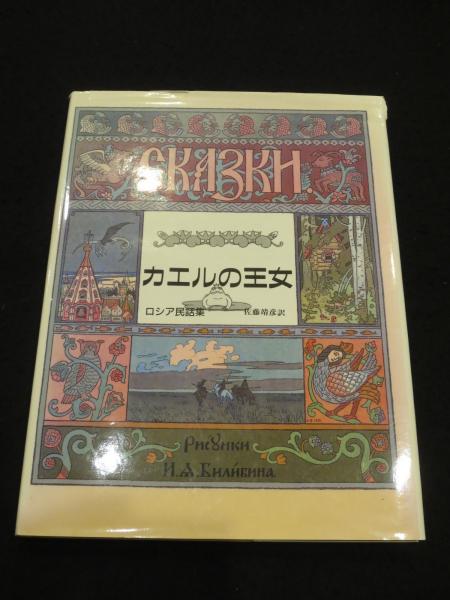 СКАЗКИ.
カエルの王女
ロシア民話集 佐藤靖彦訳
Рисунки
И.Я.Билибина.